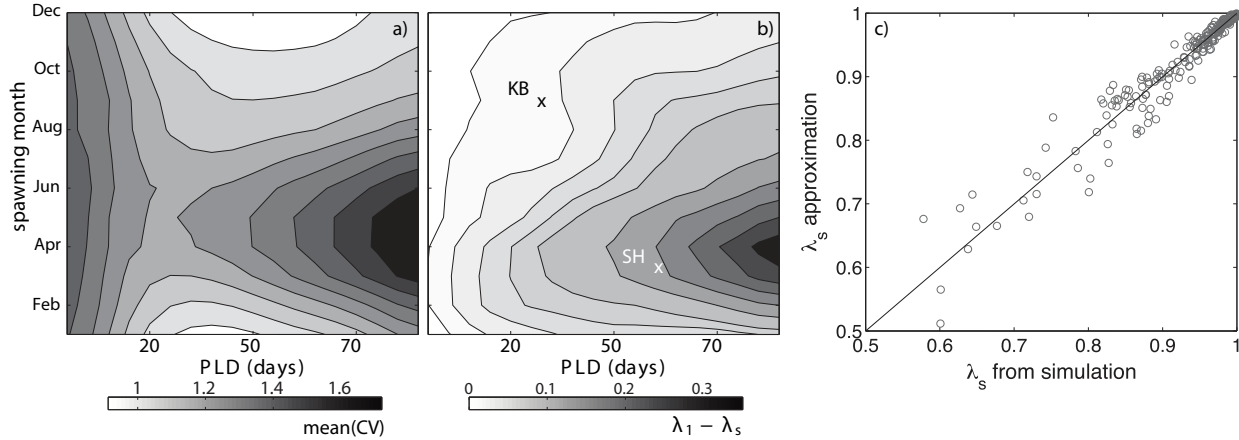 a)
Dec
Oct
Aug
Jun
Apr
Feb
spawning month
20 50 70
PLD (days)
1 1.2 1.4 1.6
mean(CV)
b)
KB x
SH x
20 50 70
PLD (days)
0 0.1 0.2 0.3
λ1 − λs
c)
1
0.9
0.8
0.7
0.6
0.5
λs approximation
0.5 0.6 0.7 0.8 0.9 1
λs from simulation